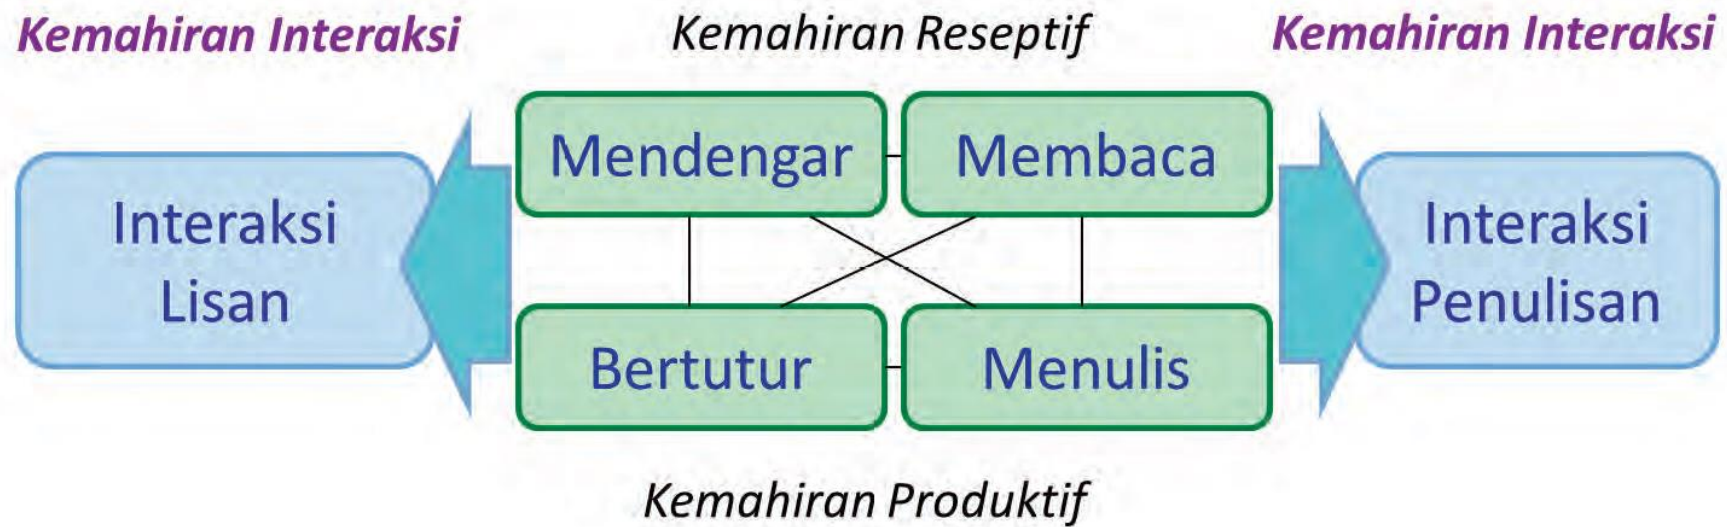 Kemahiran Interaksi
Kemahiran Reseptif
Kemahiran Interaksi
Mendengar
Membaca
Interaksi
Lisan
Interaksi
Penulisan
Bertutur
Menulis
Kemahiran Produktif